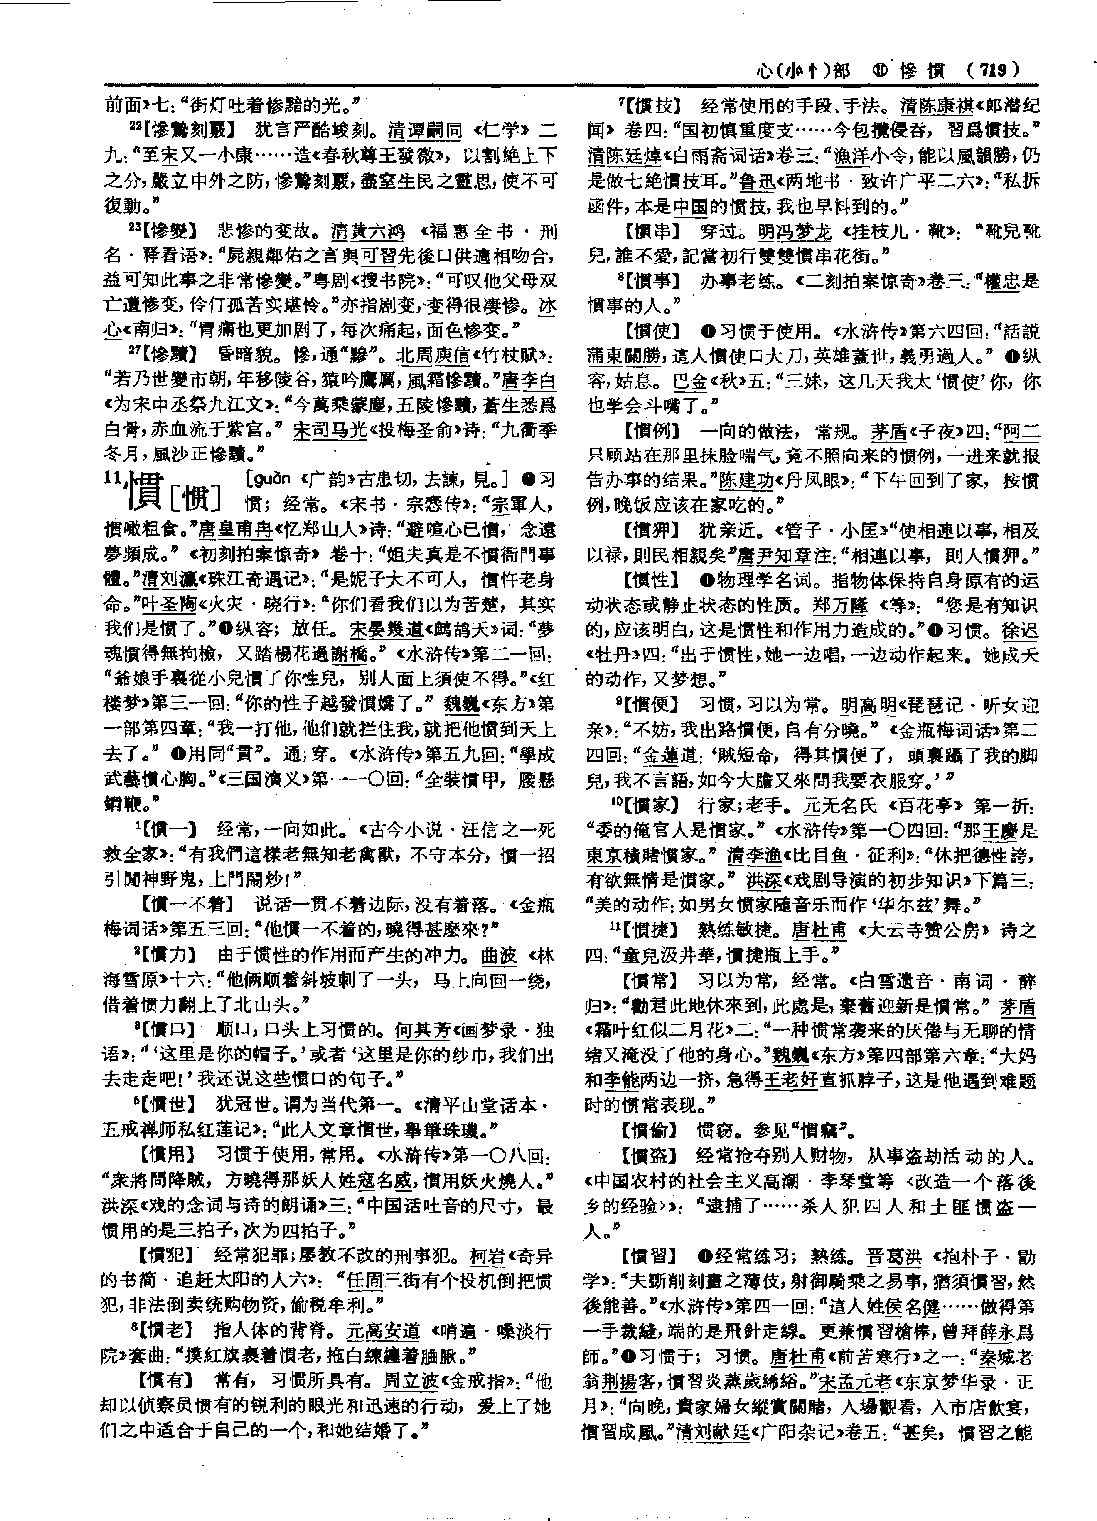 心(小忄)部　⑪　慘慣　(719)
前面》七：“街灯吐着惨黯的光。”
²²【慘鷙刻覈】　犹言严酷峻刻。清谭嗣同《仁学》二
九：“至宋又一小康……造《春秋尊王發微》，以割絶上下
之分，嚴立中外之防，慘鷙刻覈，盡窒生民之靈思，使不可
復動。”
²³【慘變】　悲惨的变故。清黄六鸿《福惠全书·刑
名·释看语》：“屍親鄰佑之言與可習先後口供適相吻合，
益可知此事之非常慘變。”粤剧《搜书院》：“可叹他父母双
亡遭惨变，伶仃孤苦实堪怜。”亦指剧变，变得很凄惨。冰
心《南归》：“胃痛也更加剧了，每次痛起，面色惨变。”
²⁷【慘黷】　昏暗貌。慘，通“黲”。北周庾信《竹杖賦》：
“若乃世變市朝，年移陵谷，猿吟鷹厲，風霜慘黷。”唐李白
《为宋中丞祭九江文》：“今萬乘蒙塵，五陵慘黷，蒼生悉爲
白骨，赤血流于紫宫。”宋司马光《投梅圣俞》诗：“九衢季
冬月，風沙正慘黷。”
11慣[惯]　[guàn《广韵》古患切，去諫，見。]　❶习
惯；经常。《宋书·宗悫传》：“宗軍人，
慣噉粗食。”唐皇甫冉《忆郑山人》诗：“避喧心已慣，念遠
夢頻成。”《初刻拍案惊奇》卷十：“姐夫真是不慣衙門事
體。”清刘瀛《珠江奇遇记》：“是妮子大不可人，慣忤老身
命。”叶圣陶《火灾·晓行》：“你们看我们以为苦楚，其实
我们是惯了。”❷纵容；放任。宋晏幾道《鹧鸪天》词：“夢
魂慣得無拘檢，又踏楊花過謝橋。”《水浒传》第二一回：
“爺娘手裏從小兒慣了你性兒，别人面上須使不得。”《红
楼梦》第三一回：“你的性子越發慣嬌了。”魏巍《东方》第
一部第四章：“我一打他，他们就拦住我，就把他惯到天上
去了。”❸用同“貫”。通；穿。《水浒传》第五九回：“學成
武藝慣心胸。”《三国演义》第一一〇回：“全装慣甲，腰懸
鋼鞭。”
¹【慣一】　经常，一向如此。《古今小说·汪信之一死
救全家》：“有我們這樣老無知老禽獸，不守本分，慣一招
引閒神野鬼，上門鬧炒！”
【慣一不着】　说话一贯不着边际，没有着落。《金瓶
梅词话》第五三回：“他慣一不着的，曉得甚麼來？”
²【慣力】　由于惯性的作用而产生的冲力。曲波《林
海雪原》十六：“他俩顺着斜坡刺了一头，马上向回一绕，
借着惯力翻上了北山头。”
³【慣口】　顺口，口头上习惯的。何其芳《画梦录·独
语》：“‘这里是你的帽子。’或者‘这里是你的纱巾，我们出
去走走吧！’我还说这些惯口的句子。”
⁵【慣世】　犹冠世。谓为当代第一。《清平山堂话本·
五戒禅师私红莲记》：“此人文章慣世，舉筆珠璣。”
【慣用】　习惯于使用，常用。《水浒传》第一〇八回：
“來將問降賊，方曉得那妖人姓寇名威，慣用妖火燒人。”
洪深《戏的念词与诗的朗诵》三：“中国话吐音的尺寸，最
惯用的是三拍子，次为四拍子。”
【慣犯】　经常犯罪；屡教不改的刑事犯。柯岩《奇异
的书简·追赶太阳的人六》：“任周三街有个投机倒把惯
犯，非法倒卖统购物资，偷税牟利。”
⁶【慣老】　指人体的背脊。元高安道《哨遍·嗓淡行
院》套曲：“撲紅旗裹着慣老，拖白練纏着腼腴。”
【慣有】　常有，习惯所具有。周立波《金戒指》：“他
却以侦察员惯有的锐利的眼光和迅速的行动，爱上了她
们之中适合于自己的一个，和她结婚了。”
⁷【慣技】　经常使用的手段、手法。清陈康祺《郎潜纪
闻》卷四：“国初慎重度支……今包攬侵吞，習爲慣技。”
清陈廷焯《白雨斋词话》卷三：“漁洋小令，能以風韻勝，仍
是做七絶慣技耳。”鲁迅《两地书·致许广平二六》：“私拆
函件，本是中国的惯技，我也早料到的。”
【慣串】　穿过。明冯梦龙《挂枝儿·靴》：“靴兒靴
兒，誰不愛，記當初行雙雙慣串花街。”
⁸【慣事】　办事老练。《二刻拍案惊奇》卷三：“權忠是
慣事的人。”
【慣使】　❶习惯于使用。《水浒传》第六四回：“話說
蒲東關勝，這人慣使口大刀，英雄蓋世，義勇過人。”❷纵
容，姑息。巴金《秋》五：“三妹，这几天我太‘惯使’你，你
也学会斗嘴了。”
【慣例】　一向的做法，常规。茅盾《子夜》四：“阿二
只顾站在那里抹脸喘气，竟不照向来的惯例，一进来就报
告办事的结果。”陈建功《丹凤眼》：“下午回到了家，按惯
例，晚饭应该在家吃的。”
【慣狎】　犹亲近。《管子·小匡》“使相連以事，相及
以禄，則民相親矣”唐尹知章注：“相連以事，則人慣狎。”
【慣性】　❶物理学名词。指物体保持自身原有的运
动状态或静止状态的性质。郑万隆《等》：“您是有知识
的，应该明白，这是惯性和作用力造成的。”❷习惯。徐迟
《牡丹》四：“出于惯性，她一边唱，一边动作起来。她成天
的动作，又梦想。”
⁹【慣便】　习惯，习以为常。明高明《琵琶记·听女迎
亲》：“不妨，我出路慣便，自有分曉。”《金瓶梅词话》第二
四回：“金蓮道：‘賊短命，得其慣便了，頭裏躡了我的脚
兒，我不言語，如今大膽又來問我要衣服穿。’”
¹⁰【慣家】　行家；老手。元无名氏《百花亭》第一折：
“委的俺官人是慣家。”《水浒传》第一〇四回：“那王慶是
東京積賭慣家。”清李渔《比目鱼·征利》：“休把德性誇，
有欲無情是慣家。”洪深《戏剧导演的初步知识》下篇三：
“美的动作：如男女惯家随音乐而作‘华尔兹’舞。”
¹¹【慣捷】　熟练敏捷。唐杜甫《大云寺赞公房》诗之
四：“童兒汲井華，慣捷瓶上手。”
【慣常】　习以为常，经常。《白雪遗音·南词·醉
归》：“勸君此地休來到，此處是，棄舊迎新是慣常。”茅盾
《霜叶红似二月花》二：“一种惯常袭来的厌倦与无聊的情
绪又淹没了他的身心。”魏巍《东方》第四部第六章：“大妈
和李能两边一挤，急得王老好直抓脖子，这是他遇到难题
时的惯常表现。”
【慣偷】　惯窃。参见“慣竊”。
【慣盗】　经常抢夺别人财物，从事盗劫活动的人。
《中国农村的社会主义高潮·李琴堂等〈改造一个落後
乡的经验〉》：“逮捕了……杀人犯四人和土匪惯盗一
人。”
【慣習】　❶经常练习；熟练。晋葛洪《抱朴子·勖
学》：“夫斲削刻畫之薄伎，射御騎乘之易事，猶須慣習，然
後能善。”《水浒传》第四一回：“這人姓侯名健……做得第
一手裁縫，端的是飛針走線。更兼慣習槍棒，曾拜薛永爲
師。”❷习惯于；习惯。唐杜甫《前苦寒行》之一：“秦城老
翁荆揚客，慣習炎蒸歲絺綌。”宋孟元老《东京梦华录·正
月》：“向晚，貴家婦女縱賞關賭，入場觀看，入市店飲宴，
慣習成風。”清刘献廷《广阳杂记》卷五：“甚矣，慣習之能